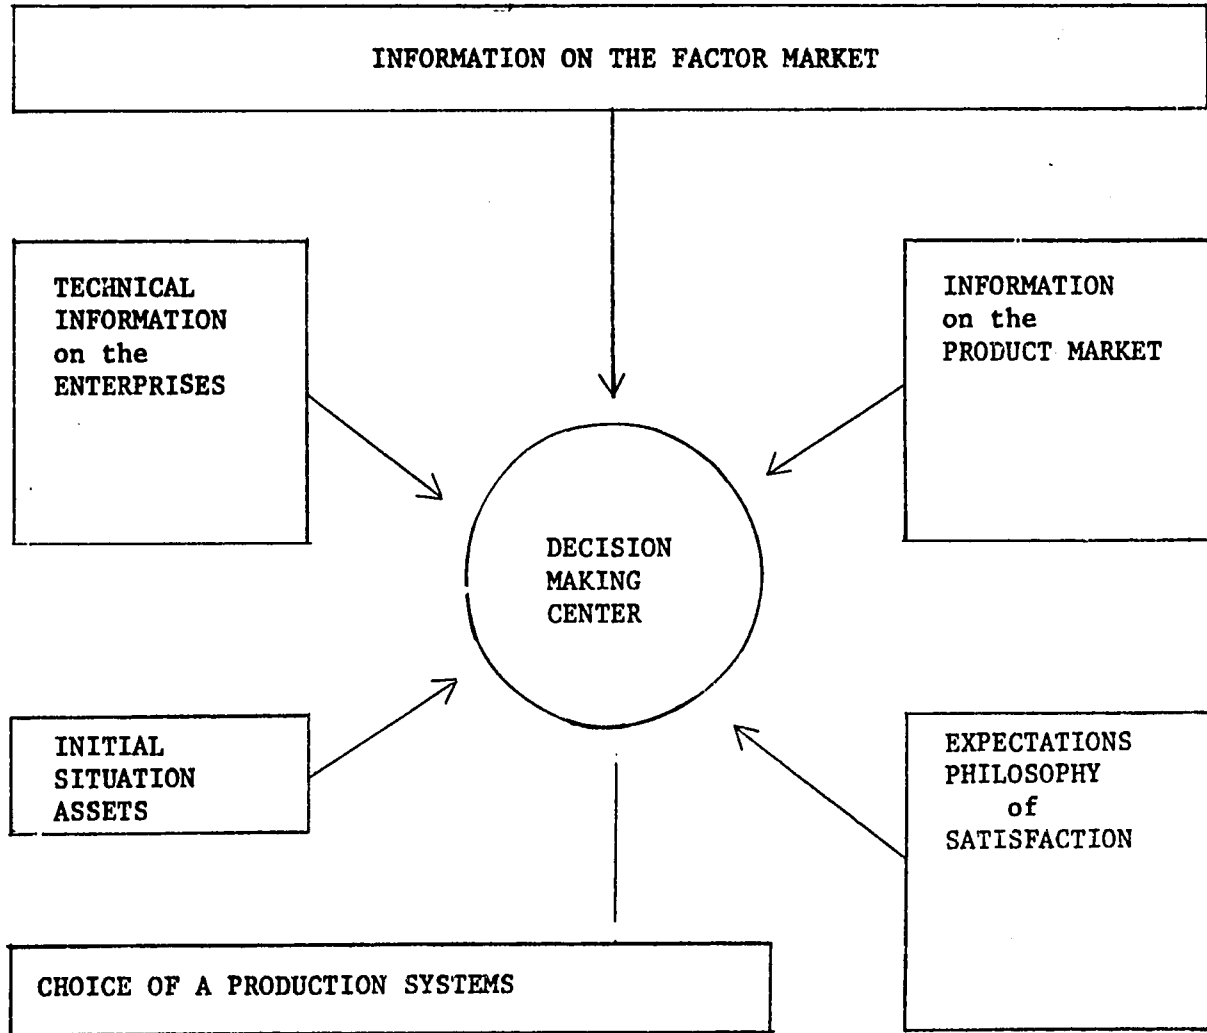 INFORMATION ON THE FACTOR MARKET
TECHNICAL
INFORMATION
on the
ENTERPRISES
INFORMATION
on the
PRODUCT MARKET
DECISION
MAKING
CENTER
INITIAL
SITUATION
ASSETS
EXPECTATIONS
PHILOSOPHY
of
SATISFACTION
CHOICE OF A PRODUCTION SYSTEMS